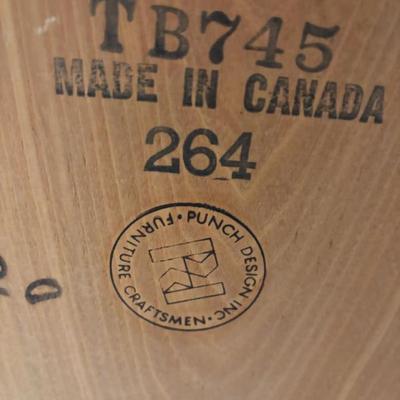 TB745
MADE IN CANADA
264
PUNCH DESIGN INC. FURNITURE CRAFTSMEN·